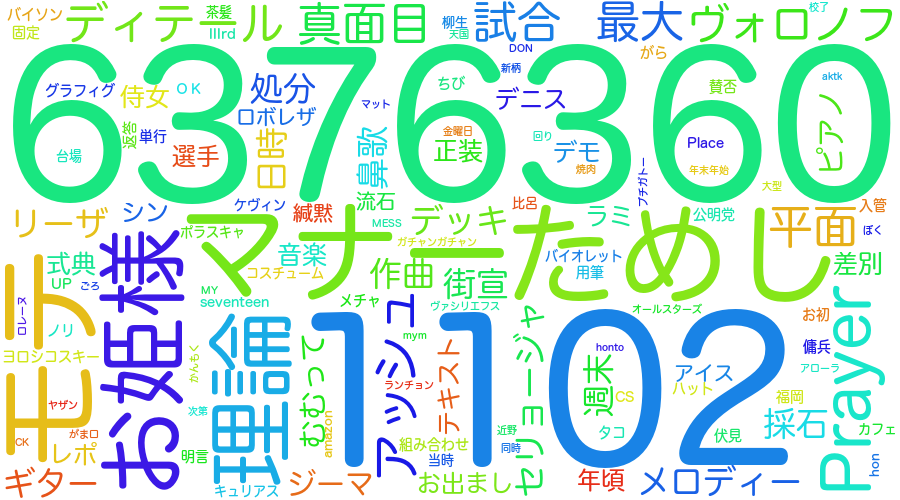 バイソン
固定
ディテール
茶髪
IIIrd
真面目
柳生
天国
試合
最大
ヴォロノフ
校了
DON
新柄
がら
6376360
グラフィグ
侍女
OK
処分
ロボレザ
マット
ちび
デニス
賛否
aktk
返答
単行
台場
選手
日時
鼻歌
金曜日
正装
回り
デモ
焼肉
Place
年末年始
ピアノ
プチガトー
大型
流石
リーザ
シン
ケヴィン
緘黙
MESS
デッキ
比呂
ラミ
公明党
平面
入管
ぼく
マナーためし
ポラスキャ
音楽
コスチューム
ガチャンガチャン
作曲
街宣
バイオレット
用筆
差別
式典
UP
ごろ
モデ
お姫様
MY
seventeen
メチャ
ヴァシリエフス
オールスターズ
お初
ロレーヌ
ノリ
ヨロシコスキー
かんもく
理論
1102
むむって
アッシュ
mym
テキスト
セリョージャ
honto
週末
アイス
CS
ハット
傭兵
アローラ
福岡
Prayer
ヤザン
CK
がま口
レポ
次第
ランチョン
amazon
組み合わせ
近野
同時
タコ
伏見
採石
カフェ
明言
当時
ギター
キュリアス
ジーマ
お出まし
年頃
メロディー
hon